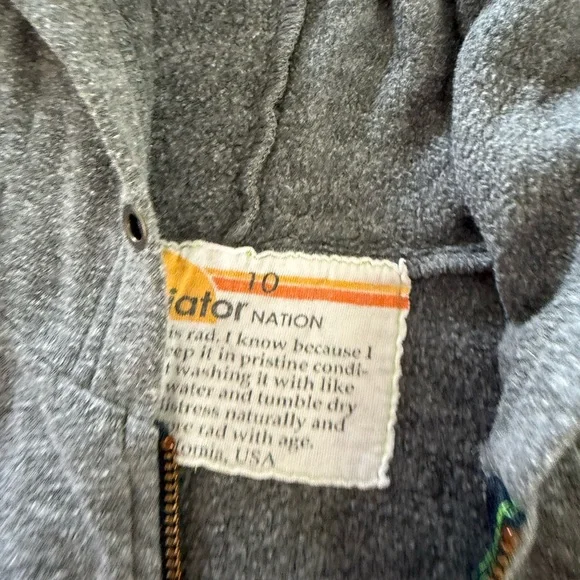 10
iator NATION
is rad. I know because I
ep it in pristine condi-
washing it with like
water and tumble dry
stress naturally and
e rad with age.
ornia, USA